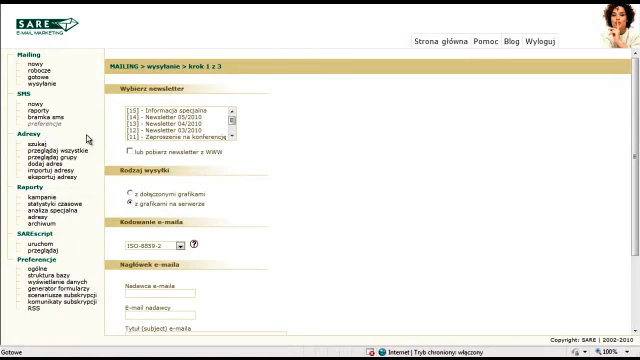 SARE
E-MAIL MARKETING
Strona główna Pomoc Blog Wyloguj
Mailing
nowy
robocze
gotowe
wysyłanie
SMS
nowy
raporty
bramka sms
preferencje
Adresy
szukaj
przeglądaj wszystkie
przeglądaj grupy
dodaj adres
importuj adresy
eksportuj adresy
Raporty
kampanie
statystyki czasowe
analiza specjalna
adresy
archiwum
SAREscript
uruchom
przeglądaj
Preferencje
ogólne
struktura bazy
wyświetlanie danych
generator formularzy
scenariusze subskrypcji
komunikaty subskrypcji
RSS
MAILING > wysyłanie > krok 1 z 3
Wybierz newsletter
[15] - Informacja specjalna
[14] - Newsletter 05/2010
[13] - Newsletter 04/2010
[12] - Newsletter 03/2010
[11] - Zaproszenie na konferencję
lub pobierz newsletter z WWW
Rodzaj wysyłki
z dołączonymi grafikami
z grafikami na serwerze
Kodowanie e-maila
ISO-8859-2
Nagłówek e-maila
Nadawca emaila
E-mail nadawcy
Tytuł (subject) e-maila
Copyright: SARE | 2002-2010
Gotowe
Internet | Tryb chroniony: włączony
100%